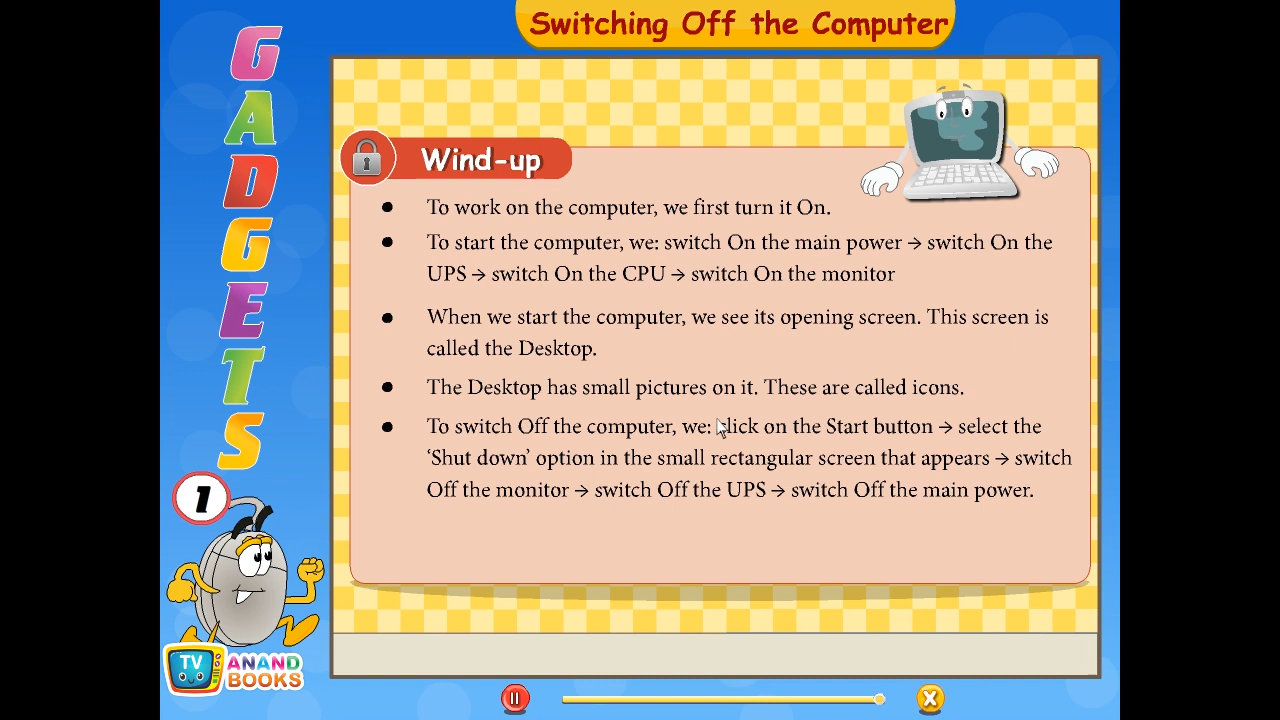 Switching Off the Computer
GADGETS
1
Wind-up
• To work on the computer, we first turn it On.
• To start the computer, we: switch On the main power → switch On the
UPS → switch On the CPU → switch On the monitor
• When we start the computer, we see its opening screen. This screen is
called the Desktop.
• The Desktop has small pictures on it. These are called icons.
• To switch Off the computer, we: click on the Start button → select the
‘Shut down’ option in the small rectangular screen that appears → switch
Off the monitor → switch Off the UPS → switch Off the main power.
TV
ANAND
BOOKS
X